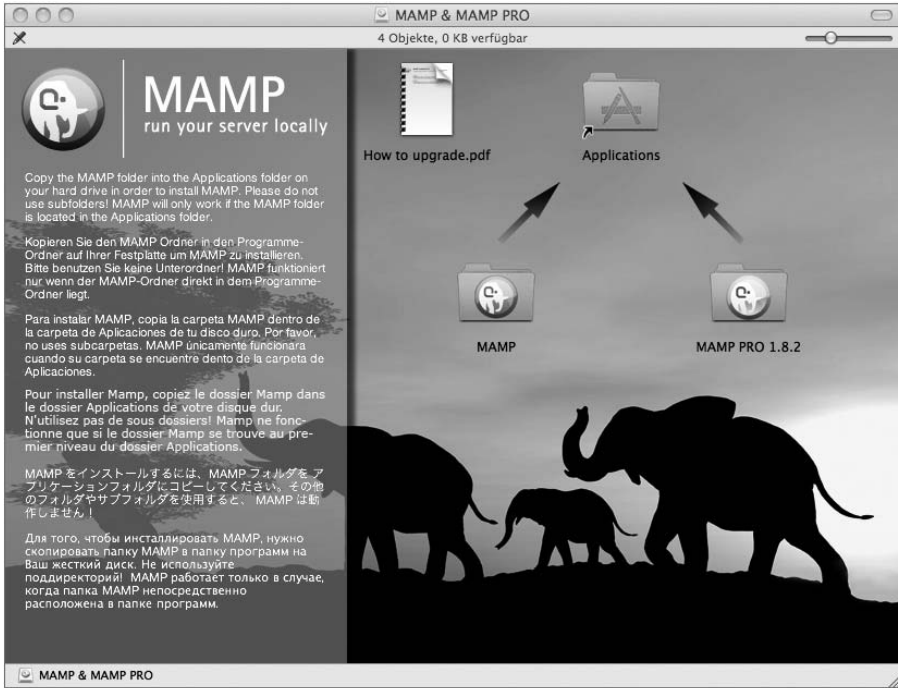 MAMP & MAMP PRO
4 Objekte, 0 KB verfügbar
MAMP
run your server locally
Copy the MAMP folder into the Applications folder on
your hard drive in order to install MAMP. Please do not
use subfolders! MAMP will only work if the MAMP folder
is located in the Applications folder.
Kopieren Sie den MAMP Ordner in den Programme-
Ordner auf Ihrer Festplatte um MAMP zu installieren.
Bitte benutzen Sie keine Unterordner! MAMP funktioniert
nur wenn der MAMP-Ordner direkt in dem Programme-
Ordner liegt.
Para instalar MAMP, copia la carpeta MAMP dentro de
la carpeta de Aplicaciones de tu disco duro. Por favor,
no uses subcarpetas. MAMP únicamente funcionara
cuando su carpeta se encuentre dento de la carpeta de
Aplicaciones.
Pour installer Mamp, copiez le dossier Mamp dans
le dossier Applications de votre disque dur.
N'utilisez pas de sous dossiers! Mamp ne fonc-
tionne que si le dossier Mamp se trouve au pre-
mier niveau du dossier Applications.
MAMP をインストールするには、MAMP フォルダを ア
プリケーションフォルダにコピーしてください。その他
のフォルダやサブフォルダを使用すると、 MAMP は動
作しません！
Для того, чтобы инсталлировать MAMP, нужно
скопировать папку MAMP в папку программ на
Ваш жесткий диск. Не используйте
поддиректорий! MAMP работает только в случае,
когда папка MAMP непосредственно
расположена в папке программ.
How to upgrade.pdf
Applications
MAMP
MAMP PRO 1.8.2
MAMP & MAMP PRO